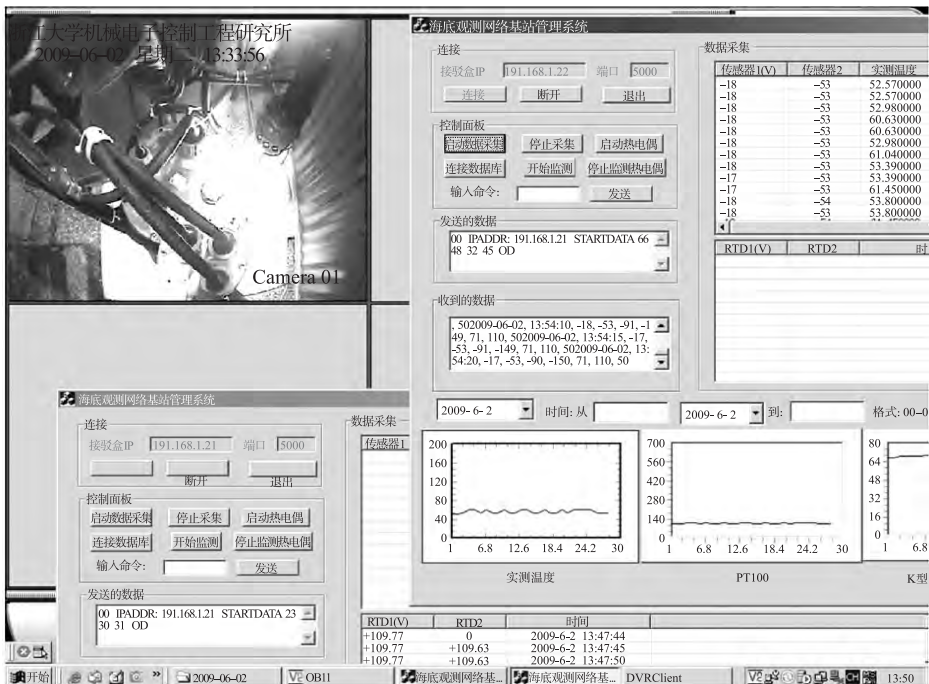 浙江大学机械电子控制工程研究所
2009-06-02 星期二 13:33:56
Camera 01
海底观测网络基站管理系统
连接
接驳盒IP 191.168.1.22 端口 5000
连接 断开 退出
控制面板
启动数据采集 停止采集 启动热电偶
连接数据库 开始监测 停止监测热电偶
输入命令: 发送
发送的数据
00 IPADDR: 191.168.1.21 STARTDATA 66
48 32 45 OD
收到的数据
, 502009-06-02, 13:54:10, -18, -53, -91, -1
49, 71, 110, 502009-06-02, 13:54:15, -17,
-53, -91, -149, 71, 110, 502009-06-02, 13:
54:20, -17, -53, -90, -150, 71, 110, 50
数据采集
传感器1(V) 传感器2 实测温度
-18 -53 52.570000
-18 -53 52.570000
-18 -53 52.980000
-18 -53 60.630000
-18 -53 60.630000
-18 -53 52.980000
-18 -53 61.040000
-18 -53 53.390000
-17 -53 53.390000
-17 -53 61.450000
-18 -54 53.800000
-18 -53 53.800000
RTD1(V) RTD2 时
2009- 6- 2 时间: 从 2009- 6- 2 到: 格式: 00-0
200 160 120 80 40 0
1 6.8 12.6 18.4 24.2 30
实测温度
700 560 420 280 140 0
1 6.8 12.6 18.4 24.2 30
PT100
80 64 48 32 16 0
1 6.8
K型
海底观测网络基站管理系统
连接
接驳盒IP 191.168.1.21 端口 5000
断开 退出
控制面板
启动数据采集 停止采集 启动热电偶
连接数据库 开始监测 停止监测热电偶
输入命令: 发送
发送的数据
00 IPADDR: 191.168.1.21 STARTDATA 23
30 31 OD
数据采集
传感器1
RTD1(V) RTD2 时间
+109.77 0 2009-6-2 13:47:44
+109.77 +109.63 2009-6-2 13:47:45
+109.77 +109.63 2009-6-2 13:47:50
开始 » 2009-06-02 OB11 海底观测网络基... 海底观测网络基... DVRClient 13:50